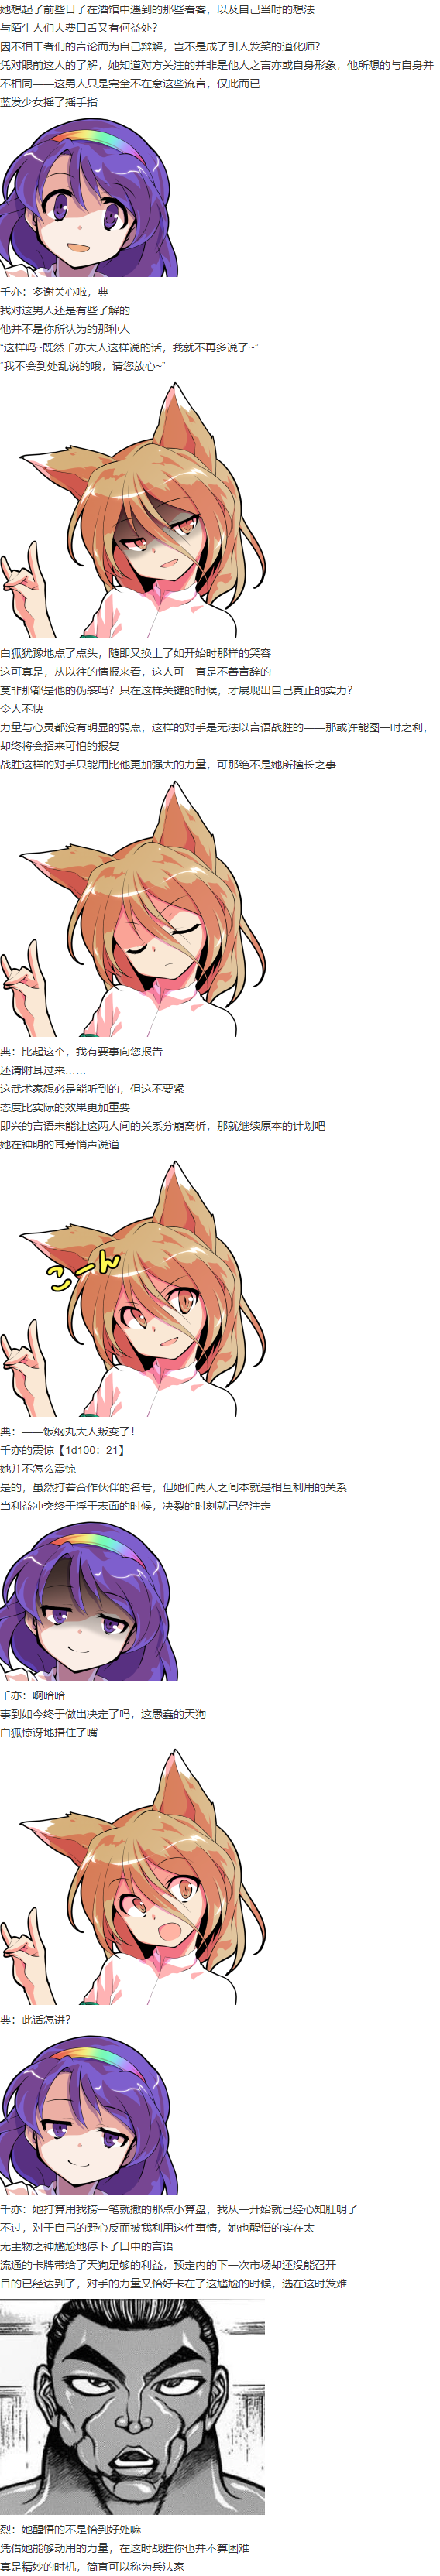 她想起了前些日子在酒馆中遇到的那些看客，以及自己当时的想法
与陌生人们大费口舌又有何益处？
因不相干者们的言论而为自己辩解，岂不是成了引人发笑的道化师？
凭对眼前这人的了解，她知道对方关注的并非是他人之言亦或自身形象，他所想的与自身并
不相同——这男人只是完全不在意这些流言，仅此而已
蓝发少女摇了摇手指
千亦：多谢关心啦，典
我对这男人还是有些了解的
他并不是你所认为的那种人
“这样吗~既然千亦大人这样说的话，我就不再多说了~”
“我不会到处乱说的哦，请您放心~”
白狐犹豫地点了点头，随即又换上了如开始时那样的笑容
这可真是，从以往的情报来看，这人可一直是不善言辞的
莫非那都是他的伪装吗？只在这样关键的时候，才展现出自己真正的实力？
令人不快
力量与心灵都没有明显的弱点，这样的对手是无法以言语战胜的——那或许能图一时之利，
却终将会招来可怕的报复
战胜这样的对手只能用比他更加强大的力量，可那绝不是她所擅长之事
典：比起这个，我有要事向您报告
还请附耳过来……
这武术家想必是能听到的，但这不要紧
态度比实际的效果更加重要
即兴的言语未能让这两人间的关系分崩离析，那就继续原本的计划吧
她在神明的耳旁悄声说道
こーん
典：——饭纲丸大人叛变了！
千亦的震惊【1d100：21】
她并不怎么震惊
是的，虽然打着合作伙伴的名号，但她们两人之间本就是相互利用的关系
当利益冲突终于浮于表面的时候，决裂的时刻就已经注定
千亦：啊哈哈
事到如今终于做出决定了吗，这愚蠢的天狗
白狐惊讶地捂住了嘴
典：此话怎讲？
千亦：她打算用我捞一笔就撤的那点小算盘，我从一开始就已经心知肚明了
不过，对于自己的野心反而被我利用这件事情，她也醒悟的实在太——
无主物之神尴尬地停下了口中的言语
流通的卡牌带给了天狗足够的利益，预定内的下一次市场却还没能召开
目的已经达到了，对手的力量又恰好卡在了这尴尬的时候，选在这时发难……
烈：她醒悟的不是恰到好处嘛
凭借她能够动用的力量，在这时战胜你也并不算困难
真是精妙的时机，简直可以称为兵法家